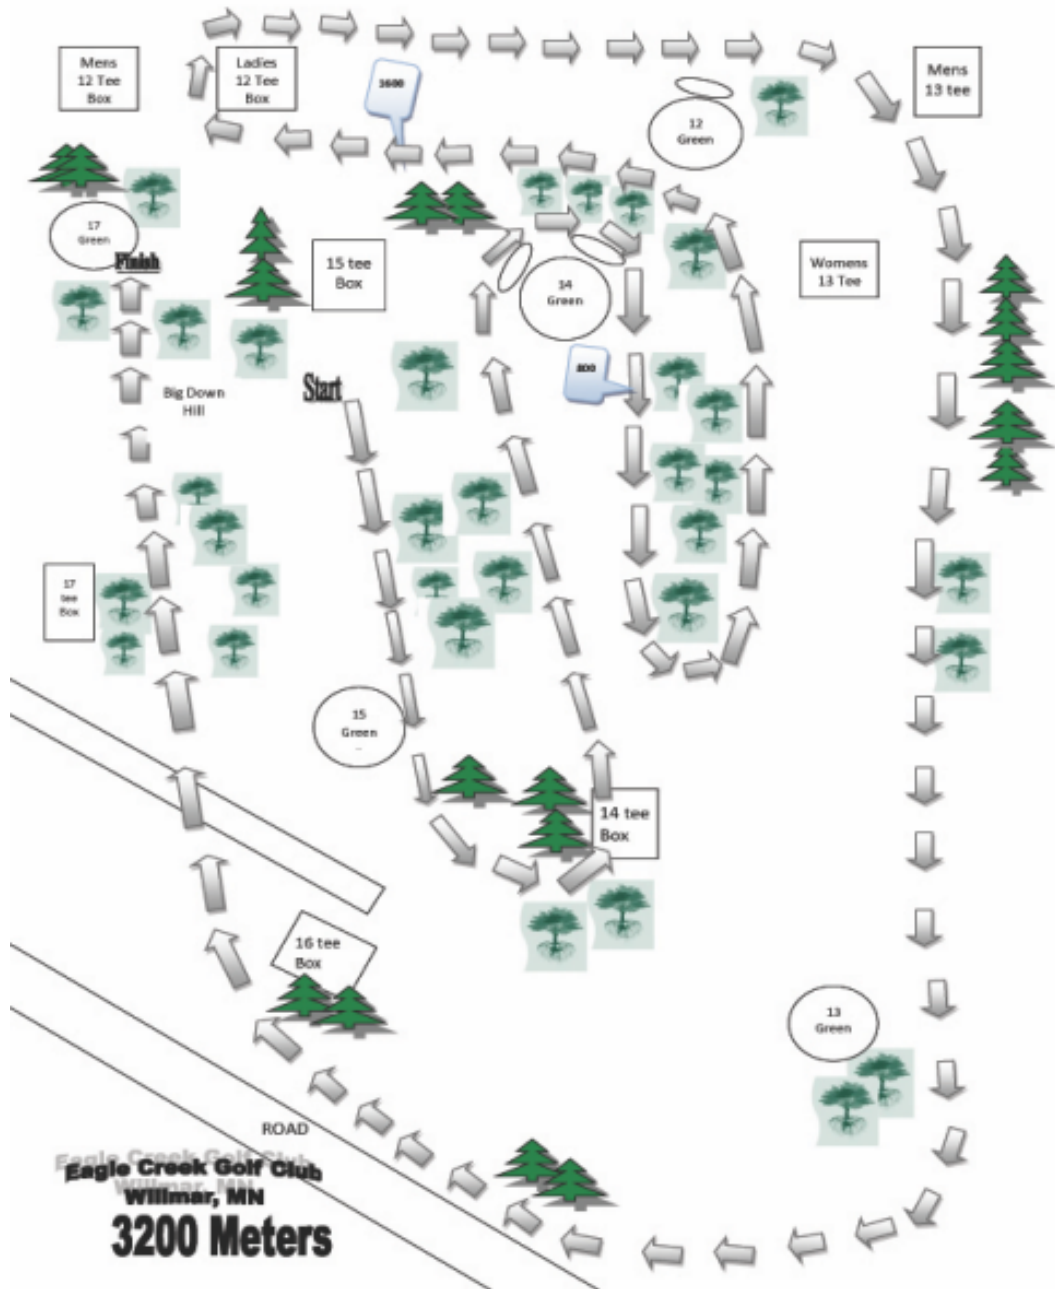 Mens
12 Tee
Box
Ladies
12 Tee
Box
1600
12
Green
Mens
13 tee
17
Green
Finish
15 tee
Box
14
Green
Womens
13 Tee
800
Start
Big Down
Hill
17
tee
Box
15
Green
14 tee
Box
16 tee
Box
13
Green
ROAD
Eagle Creek Golf Club
Willmar, MN
3200 Meters